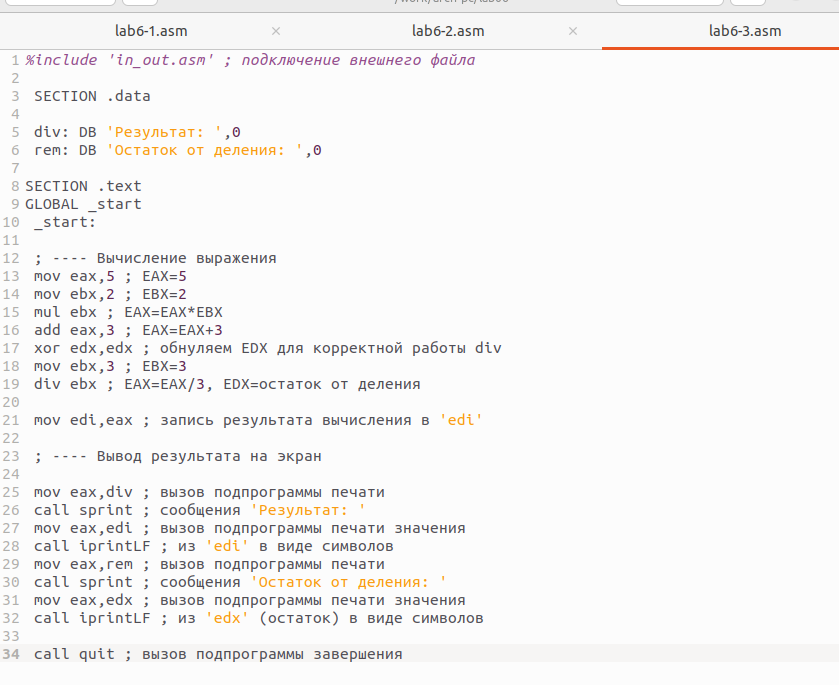 /work/arch-pc/lab06
lab6-1.asm × lab6-2.asm × lab6-3.asm
1 %include 'in_out.asm' ; подключение внешнего файла
2
3 SECTION .data
4
5 div: DB 'Результат: ',0
6 rem: DB 'Остаток от деления: ',0
7
8 SECTION .text
9 GLOBAL _start
10 _start:
11
12 ; ---- Вычисление выражения
13 mov eax,5 ; EAX=5
14 mov ebx,2 ; EBX=2
15 mul ebx ; EAX=EAX*EBX
16 add eax,3 ; EAX=EAX+3
17 xor edx,edx ; обнуляем EDX для корректной работы div
18 mov ebx,3 ; EBX=3
19 div ebx ; EAX=EAX/3, EDX=остаток от деления
20
21 mov edi,eax ; запись результата вычисления в 'edi'
22
23 ; ---- Вывод результата на экран
24
25 mov eax,div ; вызов подпрограммы печати
26 call sprint ; сообщения 'Результат: '
27 mov eax,edi ; вызов подпрограммы печати значения
28 call iprintLF ; из 'edi' в виде символов
29 mov eax,rem ; вызов подпрограммы печати
30 call sprint ; сообщения 'Остаток от деления: '
31 mov eax,edx ; вызов подпрограммы печати значения
32 call iprintLF ; из 'edx' (остаток) в виде символов
33
34 call quit ; вызов подпрограммы завершения